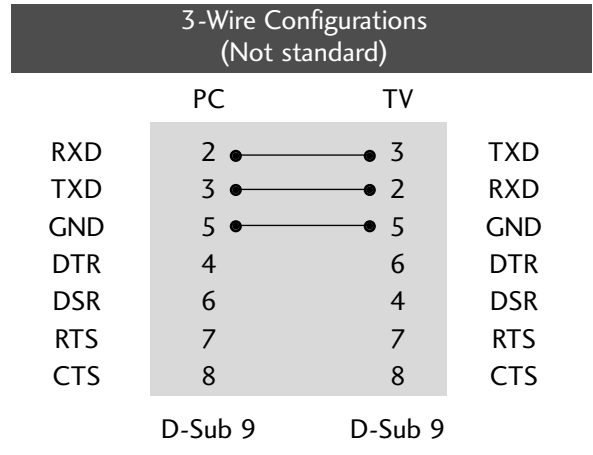 3-Wire Configurations
(Not standard)
PC TV
RXD 2 3 TXD
TXD 3 2 RXD
GND 5 5 GND
DTR 4 6 DTR
DSR 6 4 DSR
RTS 7 7 RTS
CTS 8 8 CTS
D-Sub 9 D-Sub 9